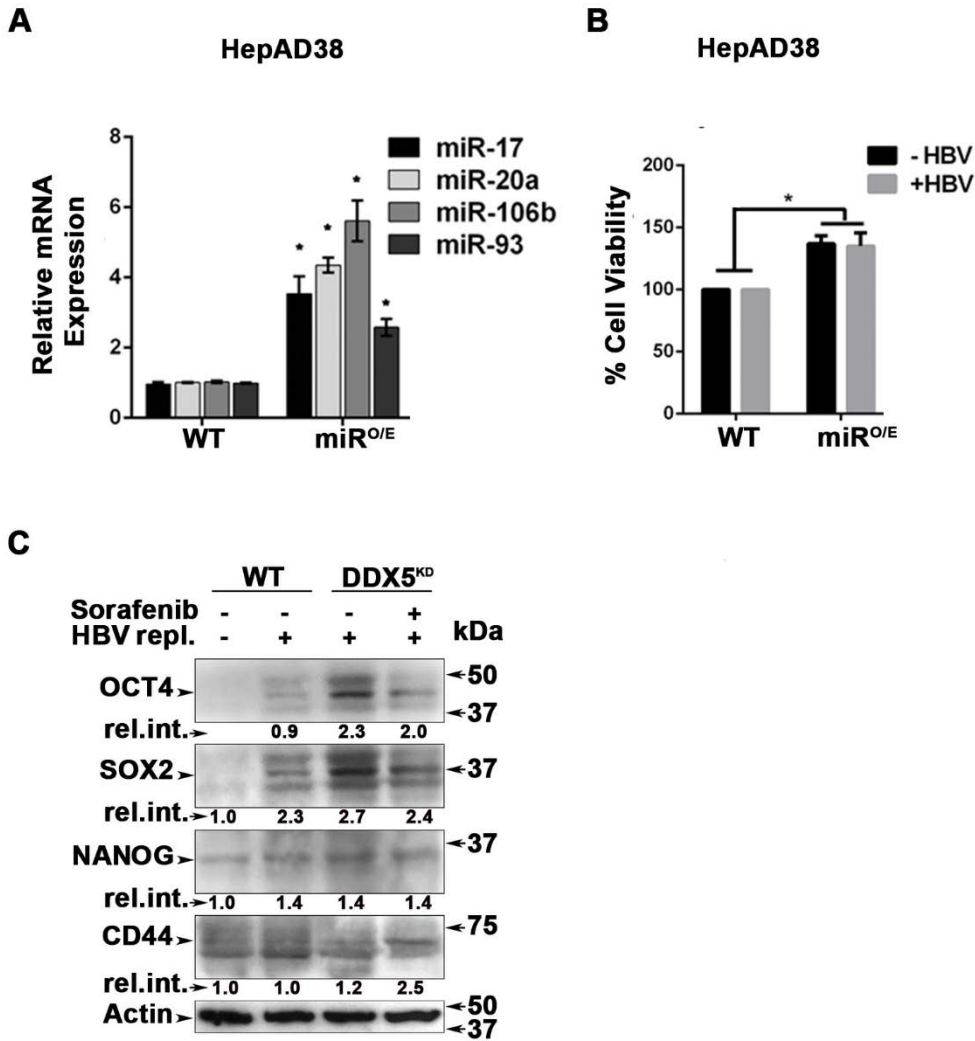 A
HepAD38
Relative mRNA
Expression
8
6
4
2
0
* * * *
miR-17
miR-20a
miR-106b
miR-93
WT miR^O/E
B
HepAD38
% Cell Viability
200
150
100
50
0
*
- HBV
+HBV
WT miR^O/E
C
WT DDX5^KD
Sorafenib - - - +
HBV repl. - + + + kDa
OCT4 50
37
rel.int. 0.9 2.3 2.0
SOX2 37
rel.int. 1.0 2.3 2.7 2.4
NANOG 37
rel.int. 1.0 1.4 1.4 1.4
CD44 75
rel.int. 1.0 1.0 1.2 2.5
Actin 50
37